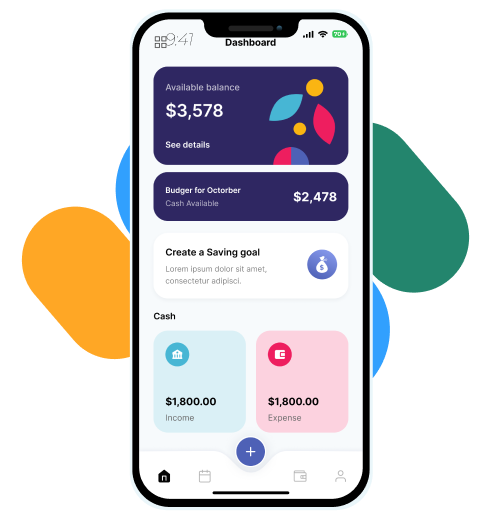 9:41
70
Dashboard
Available balance
$3,578
See details
Budger for Octorber
Cash Available
$2,478
Create a Saving goal
Lorem ipsum dolor sit amet,
consectetur adipisci.
Cash
$1,800.00
Income
$1,800.00
Expense